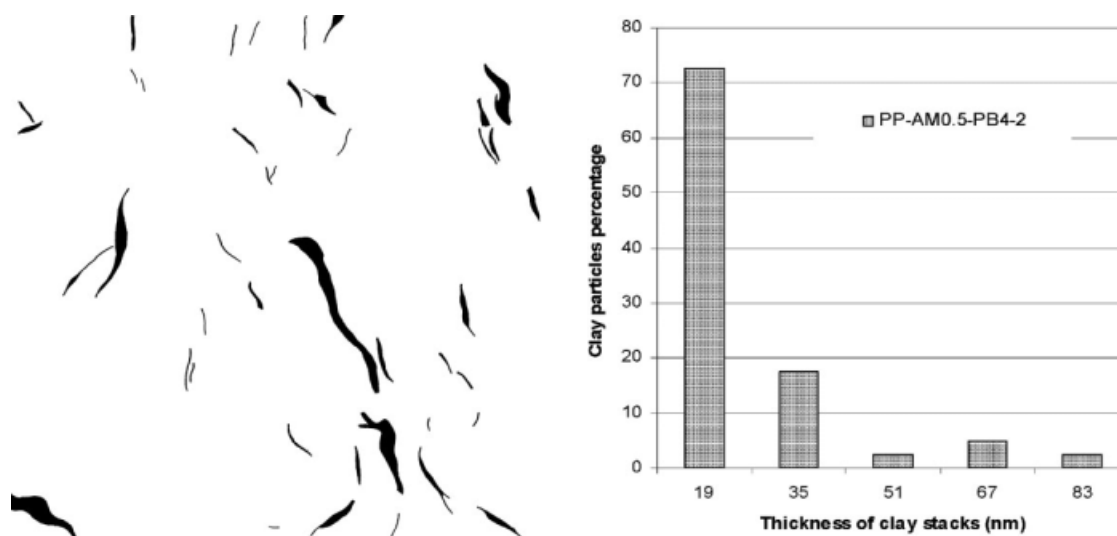 80
70
60
50
40
30
20
10
0
Clay particles percentage
PP-AM0.5-PB4-2
19 35 51 67 83
Thickness of clay stacks (nm)